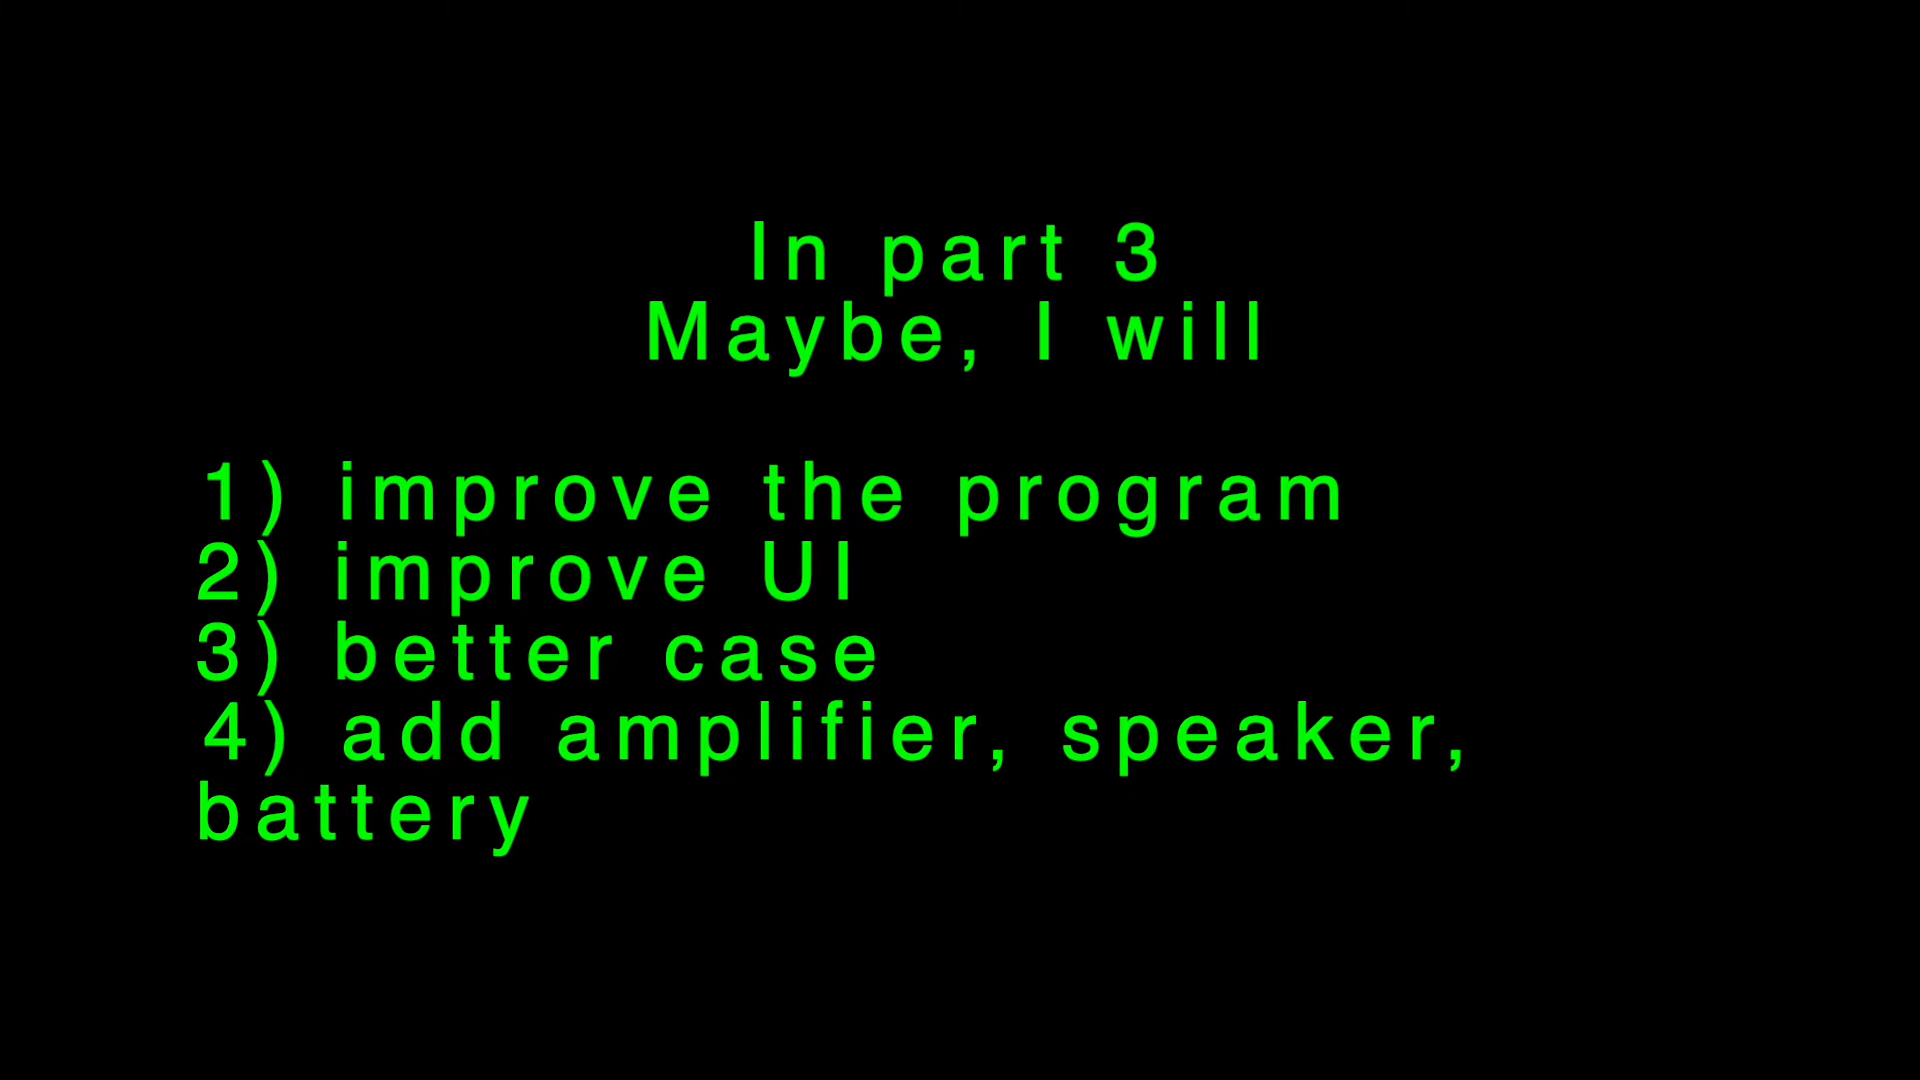 In part 3
Maybe, I will
1) improve the program
2) improve UI
3) better case
4) add amplifier, speaker,
battery